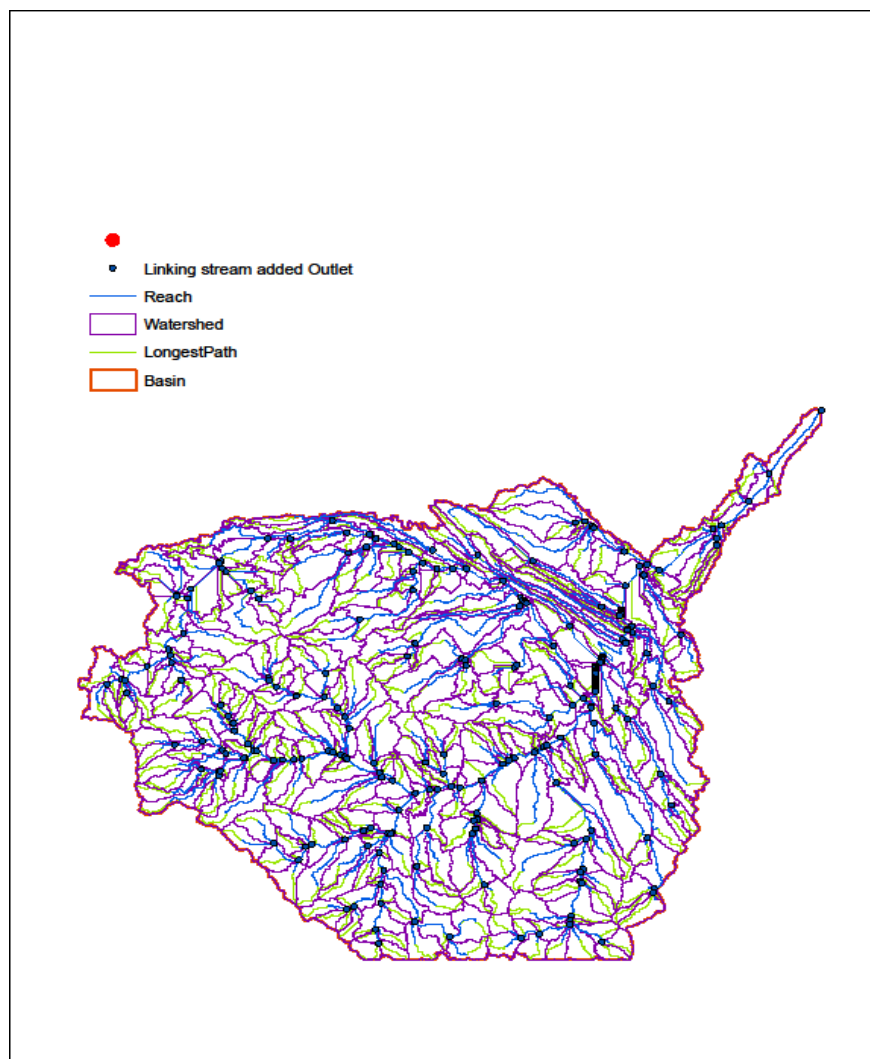 Linking stream added Outlet
Reach
Watershed
LongestPath
Basin